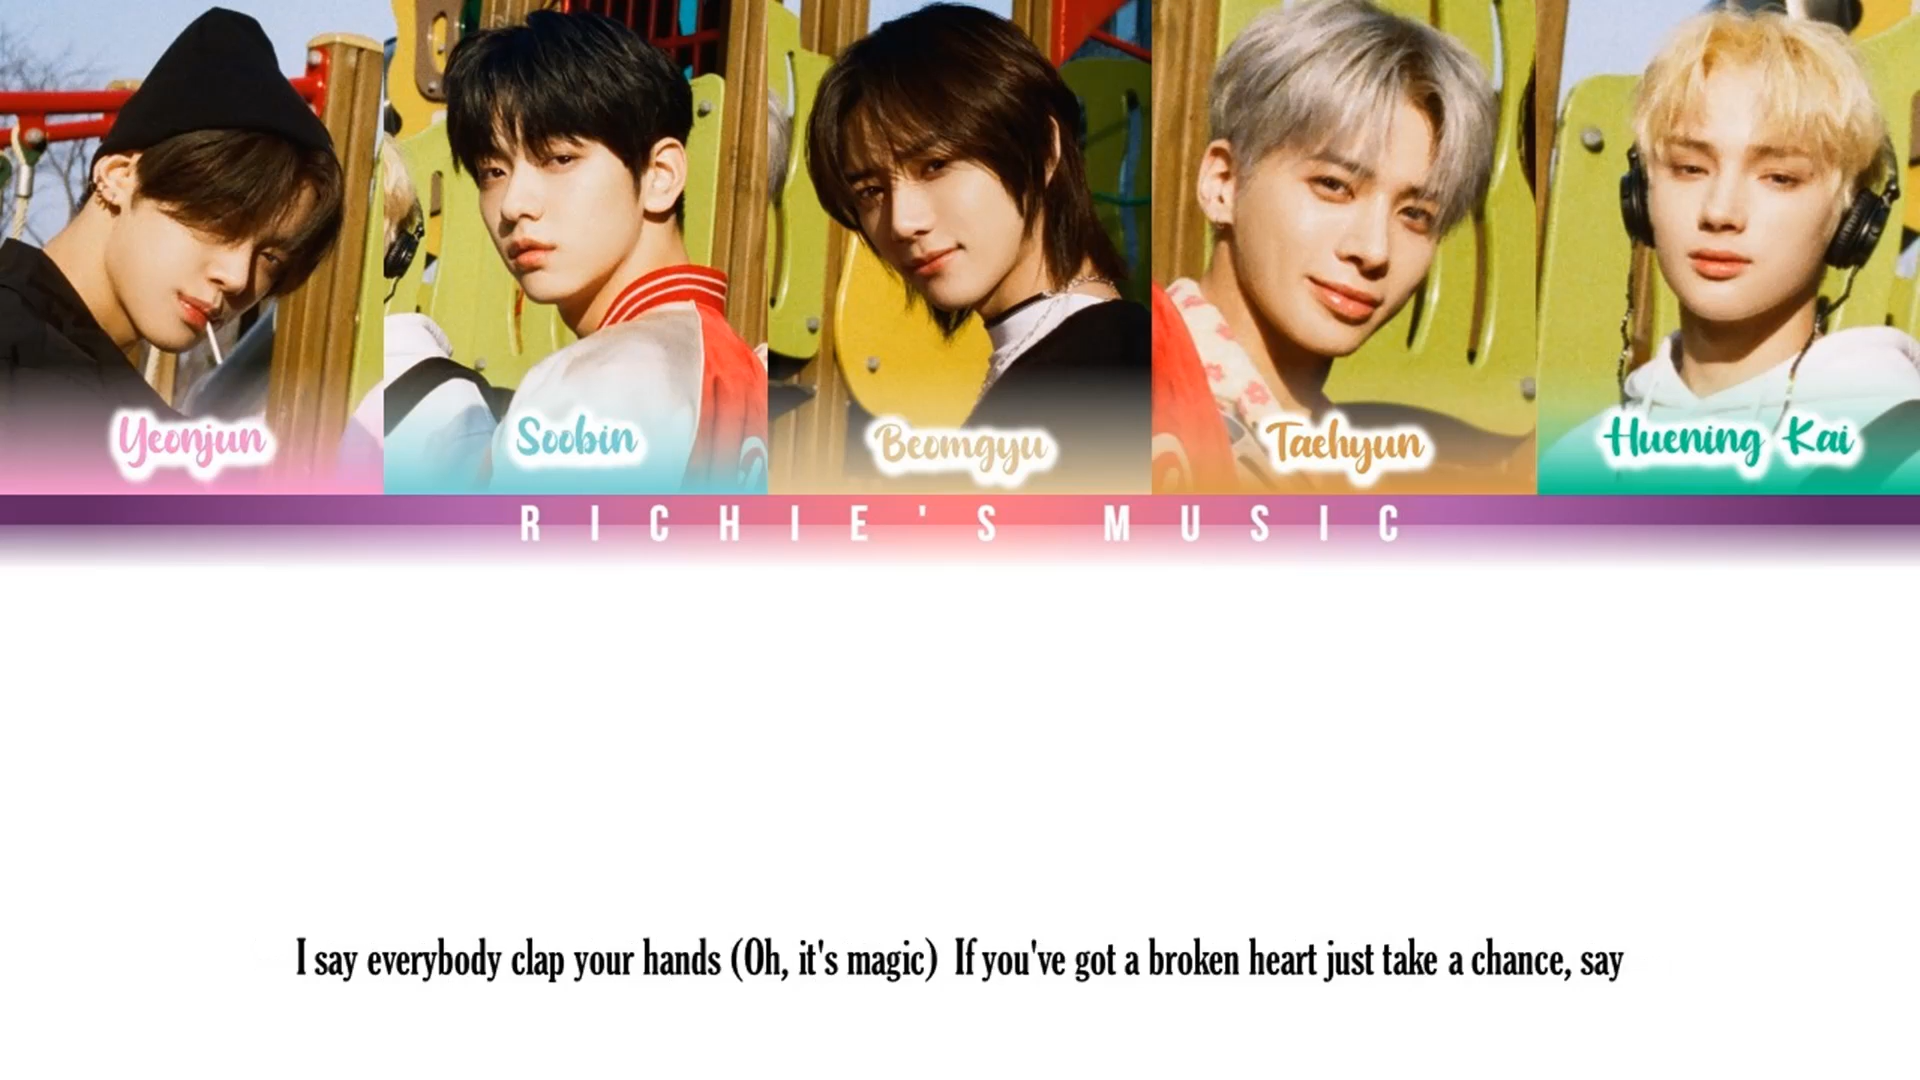 Yeonjun
Soobin
Beomgyu
Taehyun
Huening Kai
RICHIE'S MUSIC
I say everybody clap your hands (Oh, it's magic) If you've got a broken heart just take a chance, say